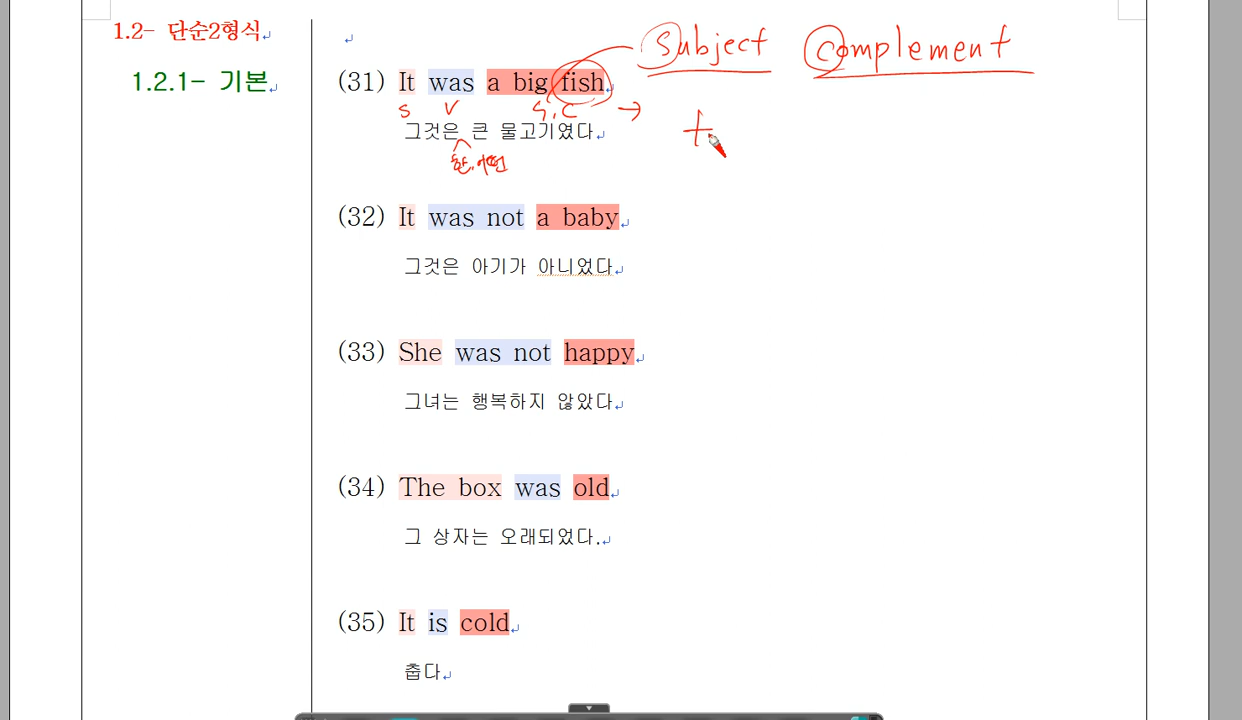 1.2- 단순2형식
1.2.1- 기본
Subject Complement
(31) It was a big fish
S V S.C →
그것은 큰 물고기였다
한, 어떤
(32) It was not a baby
그것은 아기가 아니었다
(33) She was not happy
그녀는 행복하지 않았다
(34) The box was old
그 상자는 오래되었다.
(35) It is cold
춥다